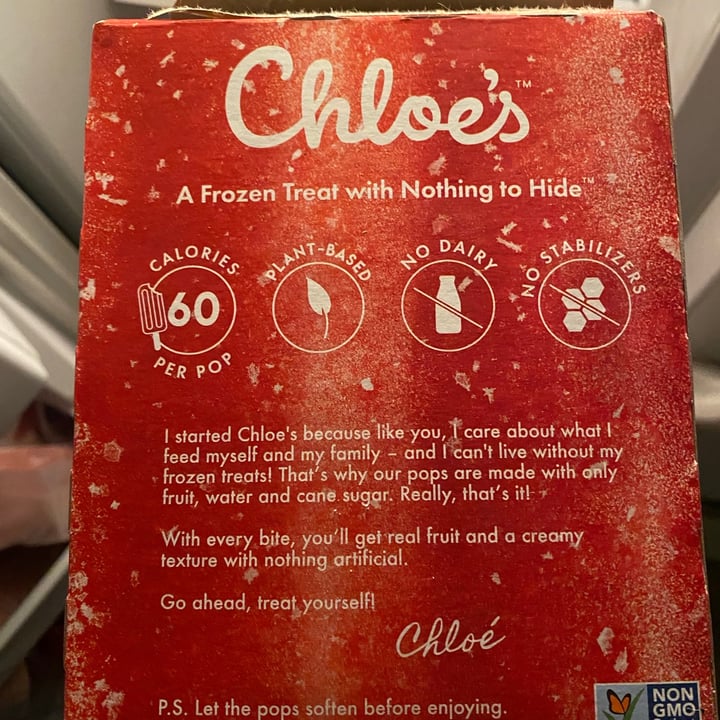 Chloe's™
A Frozen Treat with Nothing to Hide™
CALORIES
60
PER POP
PLANT-BASED
NO DAIRY
NO STABILIZERS
I started Chloe's because like you, I care about what I
feed myself and my family – and I can't live without my
frozen treats! That's why our pops are made with only
fruit, water and cane sugar. Really, that's it!
With every bite, you'll get real fruit and a creamy
texture with nothing artificial.
Go ahead, treat yourself!
Chloé
P.S. Let the pops soften before enjoying.
NON
GMO